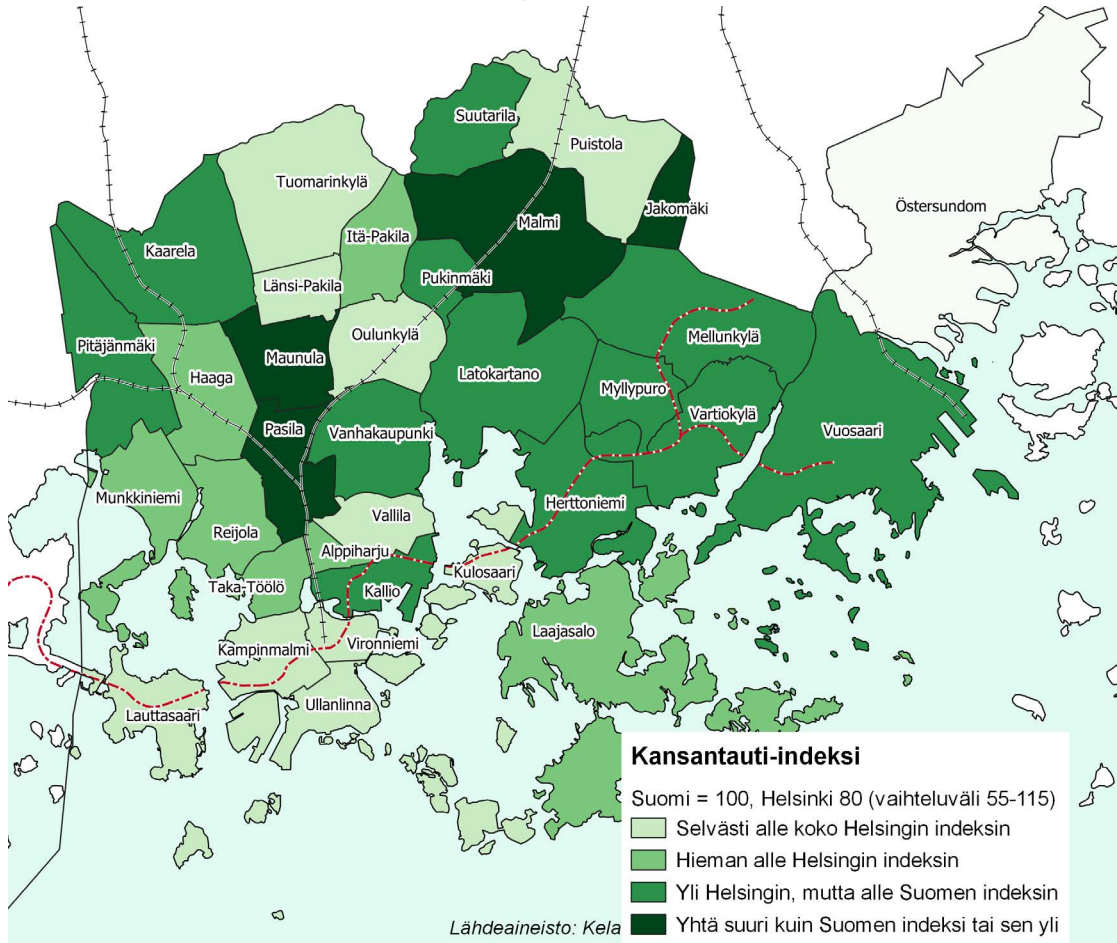 Suutarila
Puistola
Tuomarinkylä
Östersundom
Jakomäki
Malmi
Itä-Pakila
Kaarela
Pukinmäki
Länsi-Pakila
Oulunkylä
Mellunkylä
Pitäjänmäki
Maunula
Haaga
Latokartano
Myllypuro
Vartiokylä
Pasila
Vanhakaupunki
Vuosaari
Munkkiniemi
Herttoniemi
Vallila
Reijola
Alppiharju
Kulosaari
Taka-Töölö
Kallio
Laajasalo
Vironniemi
Kampinmalmi
Ullanlinna
Lauttasaari
Kansantauti-indeksi
Suomi = 100, Helsinki 80 (vaihteluväli 55-115)
Selvästi alle koko Helsingin indeksin
Hieman alle Helsingin indeksin
Yli Helsingin, mutta alle Suomen indeksin
Yhtä suuri kuin Suomen indeksi tai sen yli
Lähdeaineisto: Kela